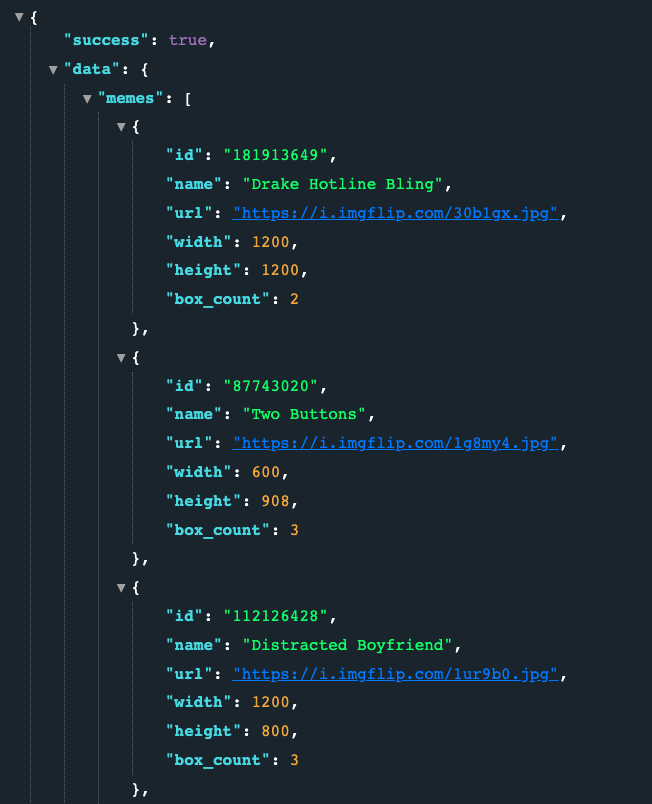 {
"success": true,
"data": {
"memes": [
{
"id": "181913649",
"name": "Drake Hotline Bling",
"url": "https://i.imgflip.com/30b1gx.jpg",
"width": 1200,
"height": 1200,
"box_count": 2
},
{
"id": "87743020",
"name": "Two Buttons",
"url": "https://i.imgflip.com/1g8my4.jpg",
"width": 600,
"height": 908,
"box_count": 3
},
{
"id": "112126428",
"name": "Distracted Boyfriend",
"url": "https://i.imgflip.com/1ur9b0.jpg",
"width": 1200,
"height": 800,
"box_count": 3
},